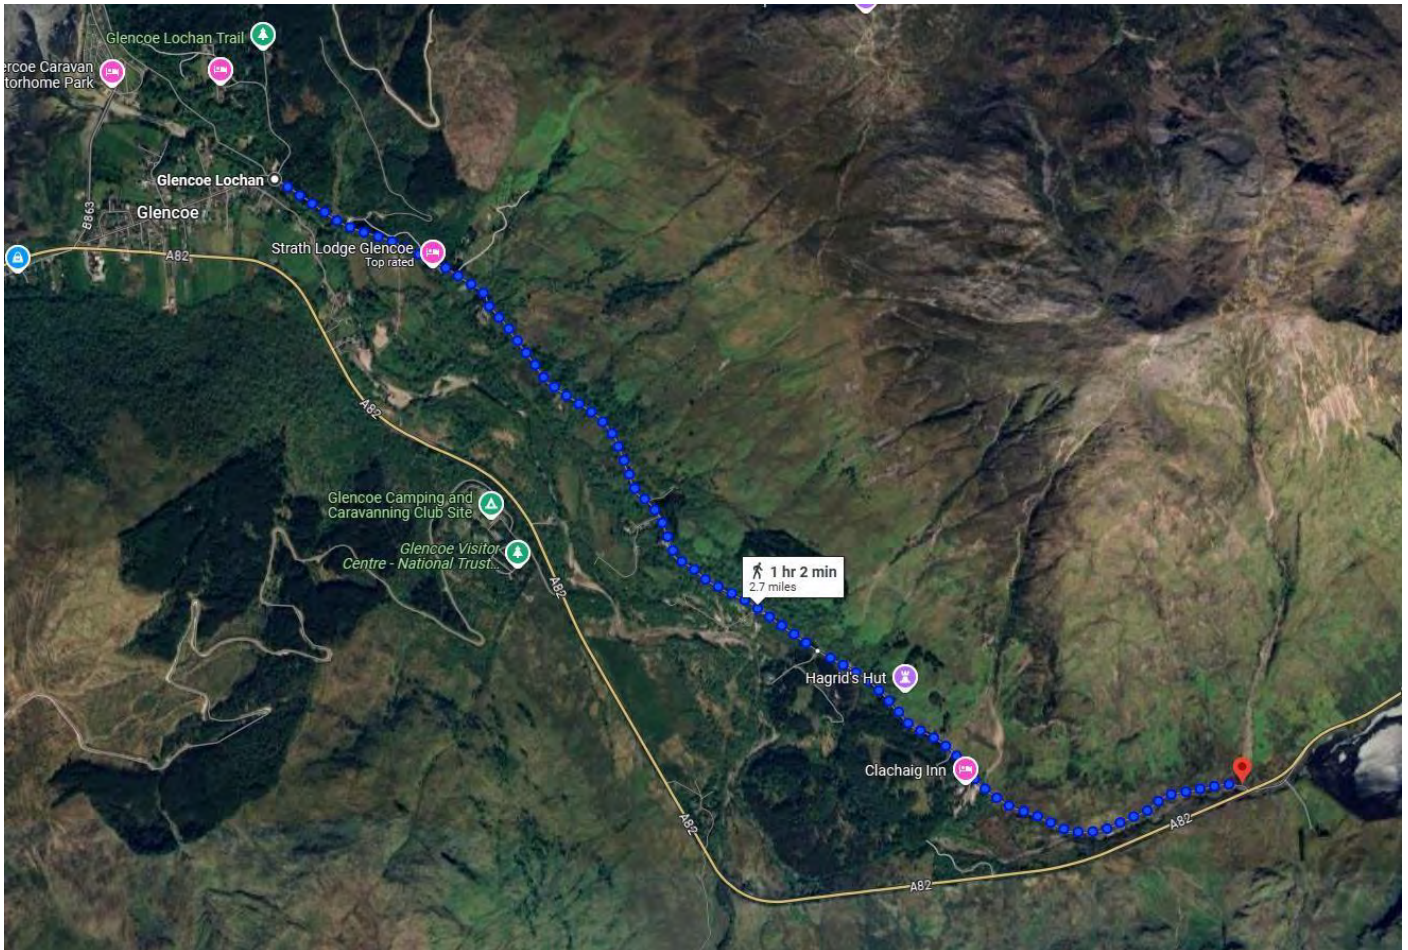 Glencoe Lochan Trail
ercoe Caravan
torhome Park
Glencoe Lochan
Glencoe
B863
A82
Strath Lodge Glencoe
Top rated
A82
Glencoe Camping and
Caravanning Club Site
Glencoe Visitor
Centre - National Trust...
A82
1 hr 2 min
2.7 miles
Hagrid's Hut
Clachaig Inn
A82
A82
A82